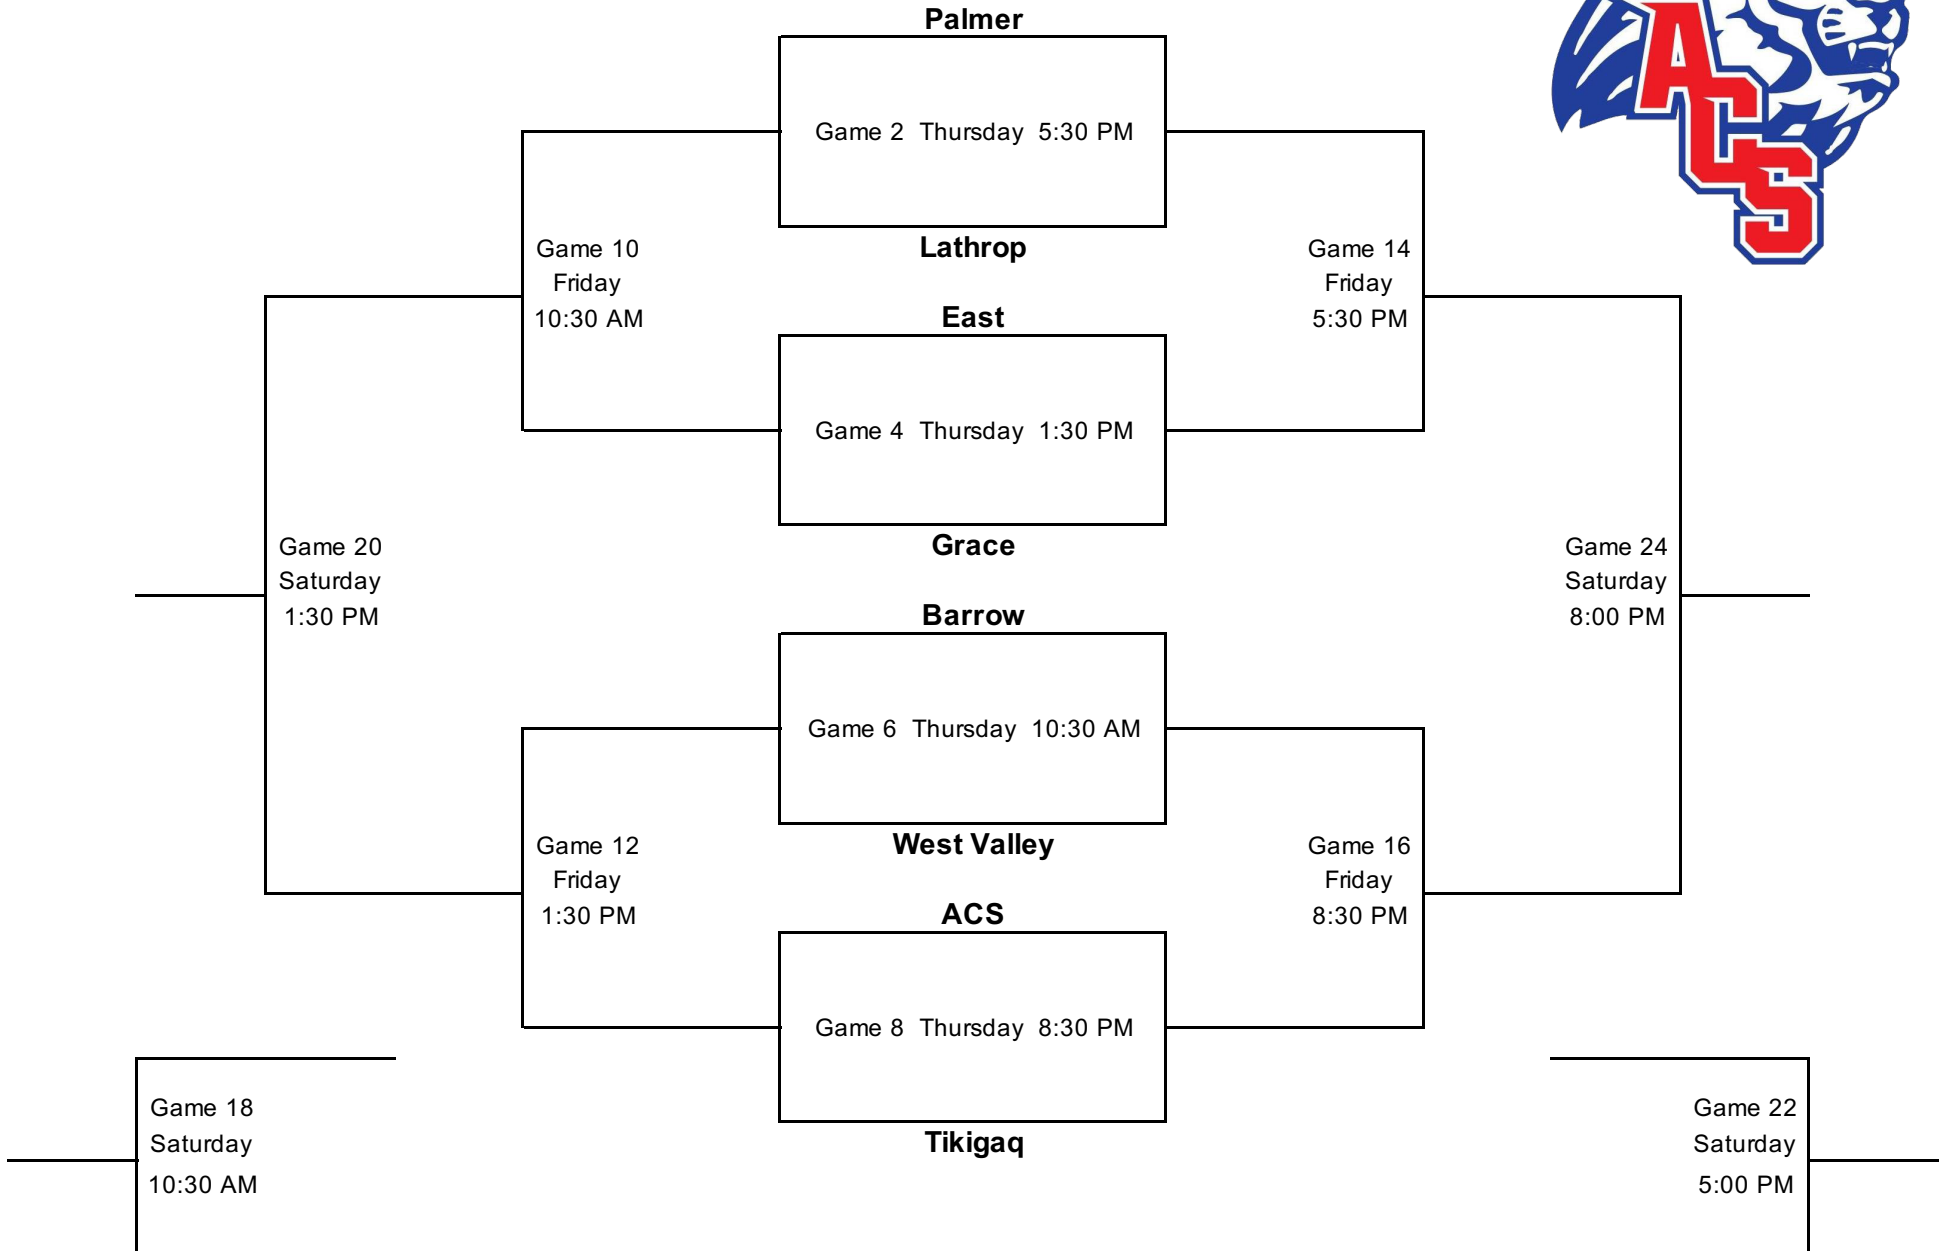 Palmer
ACS
Game 2 Thursday 5:30 PM
Lathrop
Game 10
Friday
10:30 AM
Game 14
Friday
5:30 PM
East
Game 4 Thursday 1:30 PM
Grace
Game 20
Saturday
1:30 PM
Game 24
Saturday
8:00 PM
Barrow
Game 6 Thursday 10:30 AM
West Valley
Game 12
Friday
1:30 PM
Game 16
Friday
8:30 PM
ACS
Game 8 Thursday 8:30 PM
Tikigaq
Game 18
Saturday
10:30 AM
Game 22
Saturday
5:00 PM